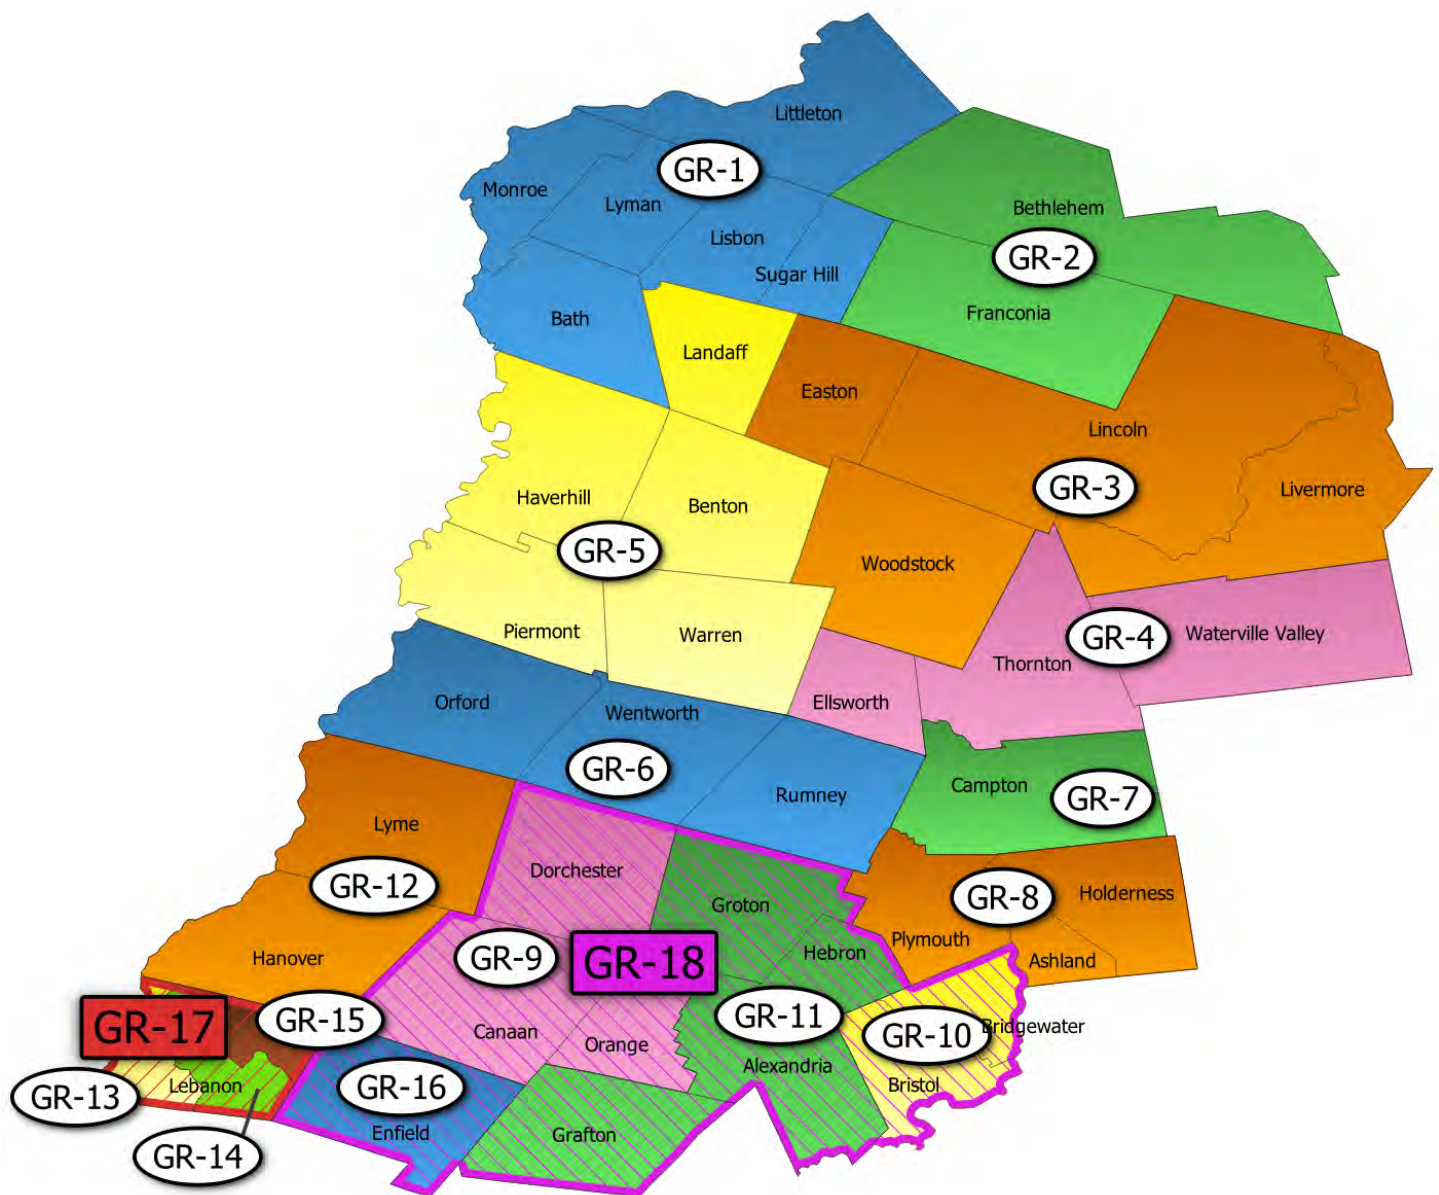 Littleton
GR-1
Monroe
Lyman
Bethlehem
Lisbon
GR-2
Sugar Hill
Franconia
Bath
Landaff
Easton
Lincoln
GR-3
Livermore
Haverhill
Benton
GR-5
Woodstock
Piermont
Warren
GR-4
Waterville Valley
Thornton
Orford
Wentworth
Ellsworth
GR-6
Rumney
Campton
GR-7
Lyme
Dorchester
GR-12
GR-8
Holderness
Groton
Plymouth
Hanover
GR-9
GR-18
Hebron
Ashland
GR-17
GR-15
Canaan
Orange
GR-11
GR-10
Bridgewater
Alexandria
Lebanon
GR-13
GR-16
Bristol
Enfield
Grafton
GR-14